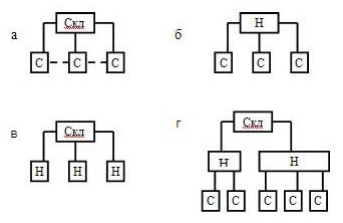 а Скл б Н
С С С С С С
в Скл г Скл
Н Н
Н Н Н
С С С С С